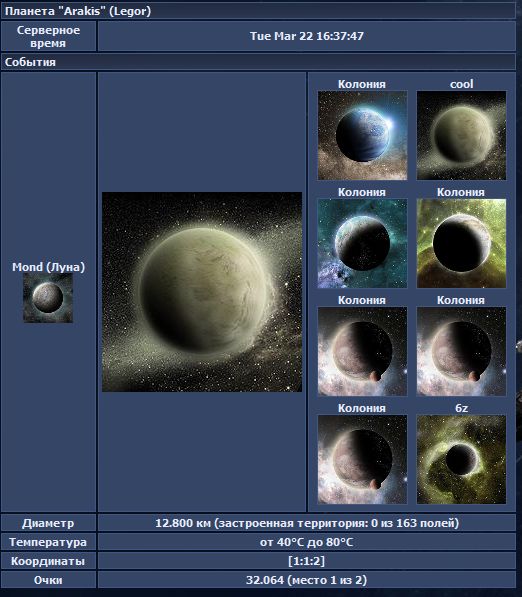 Планета "Arakis" (Legor)
Серверное время
Tue Mar 22 16:37:47
События
Mond (Луна)
Колония
cool
Колония
Колония
Колония
Колония
Колония
6z
Диаметр
12.800 км (застроенная территория: 0 из 163 полей)
Температура
от 40°C до 80°C
Координаты
[1:1:2]
Очки
32.064 (место 1 из 2)